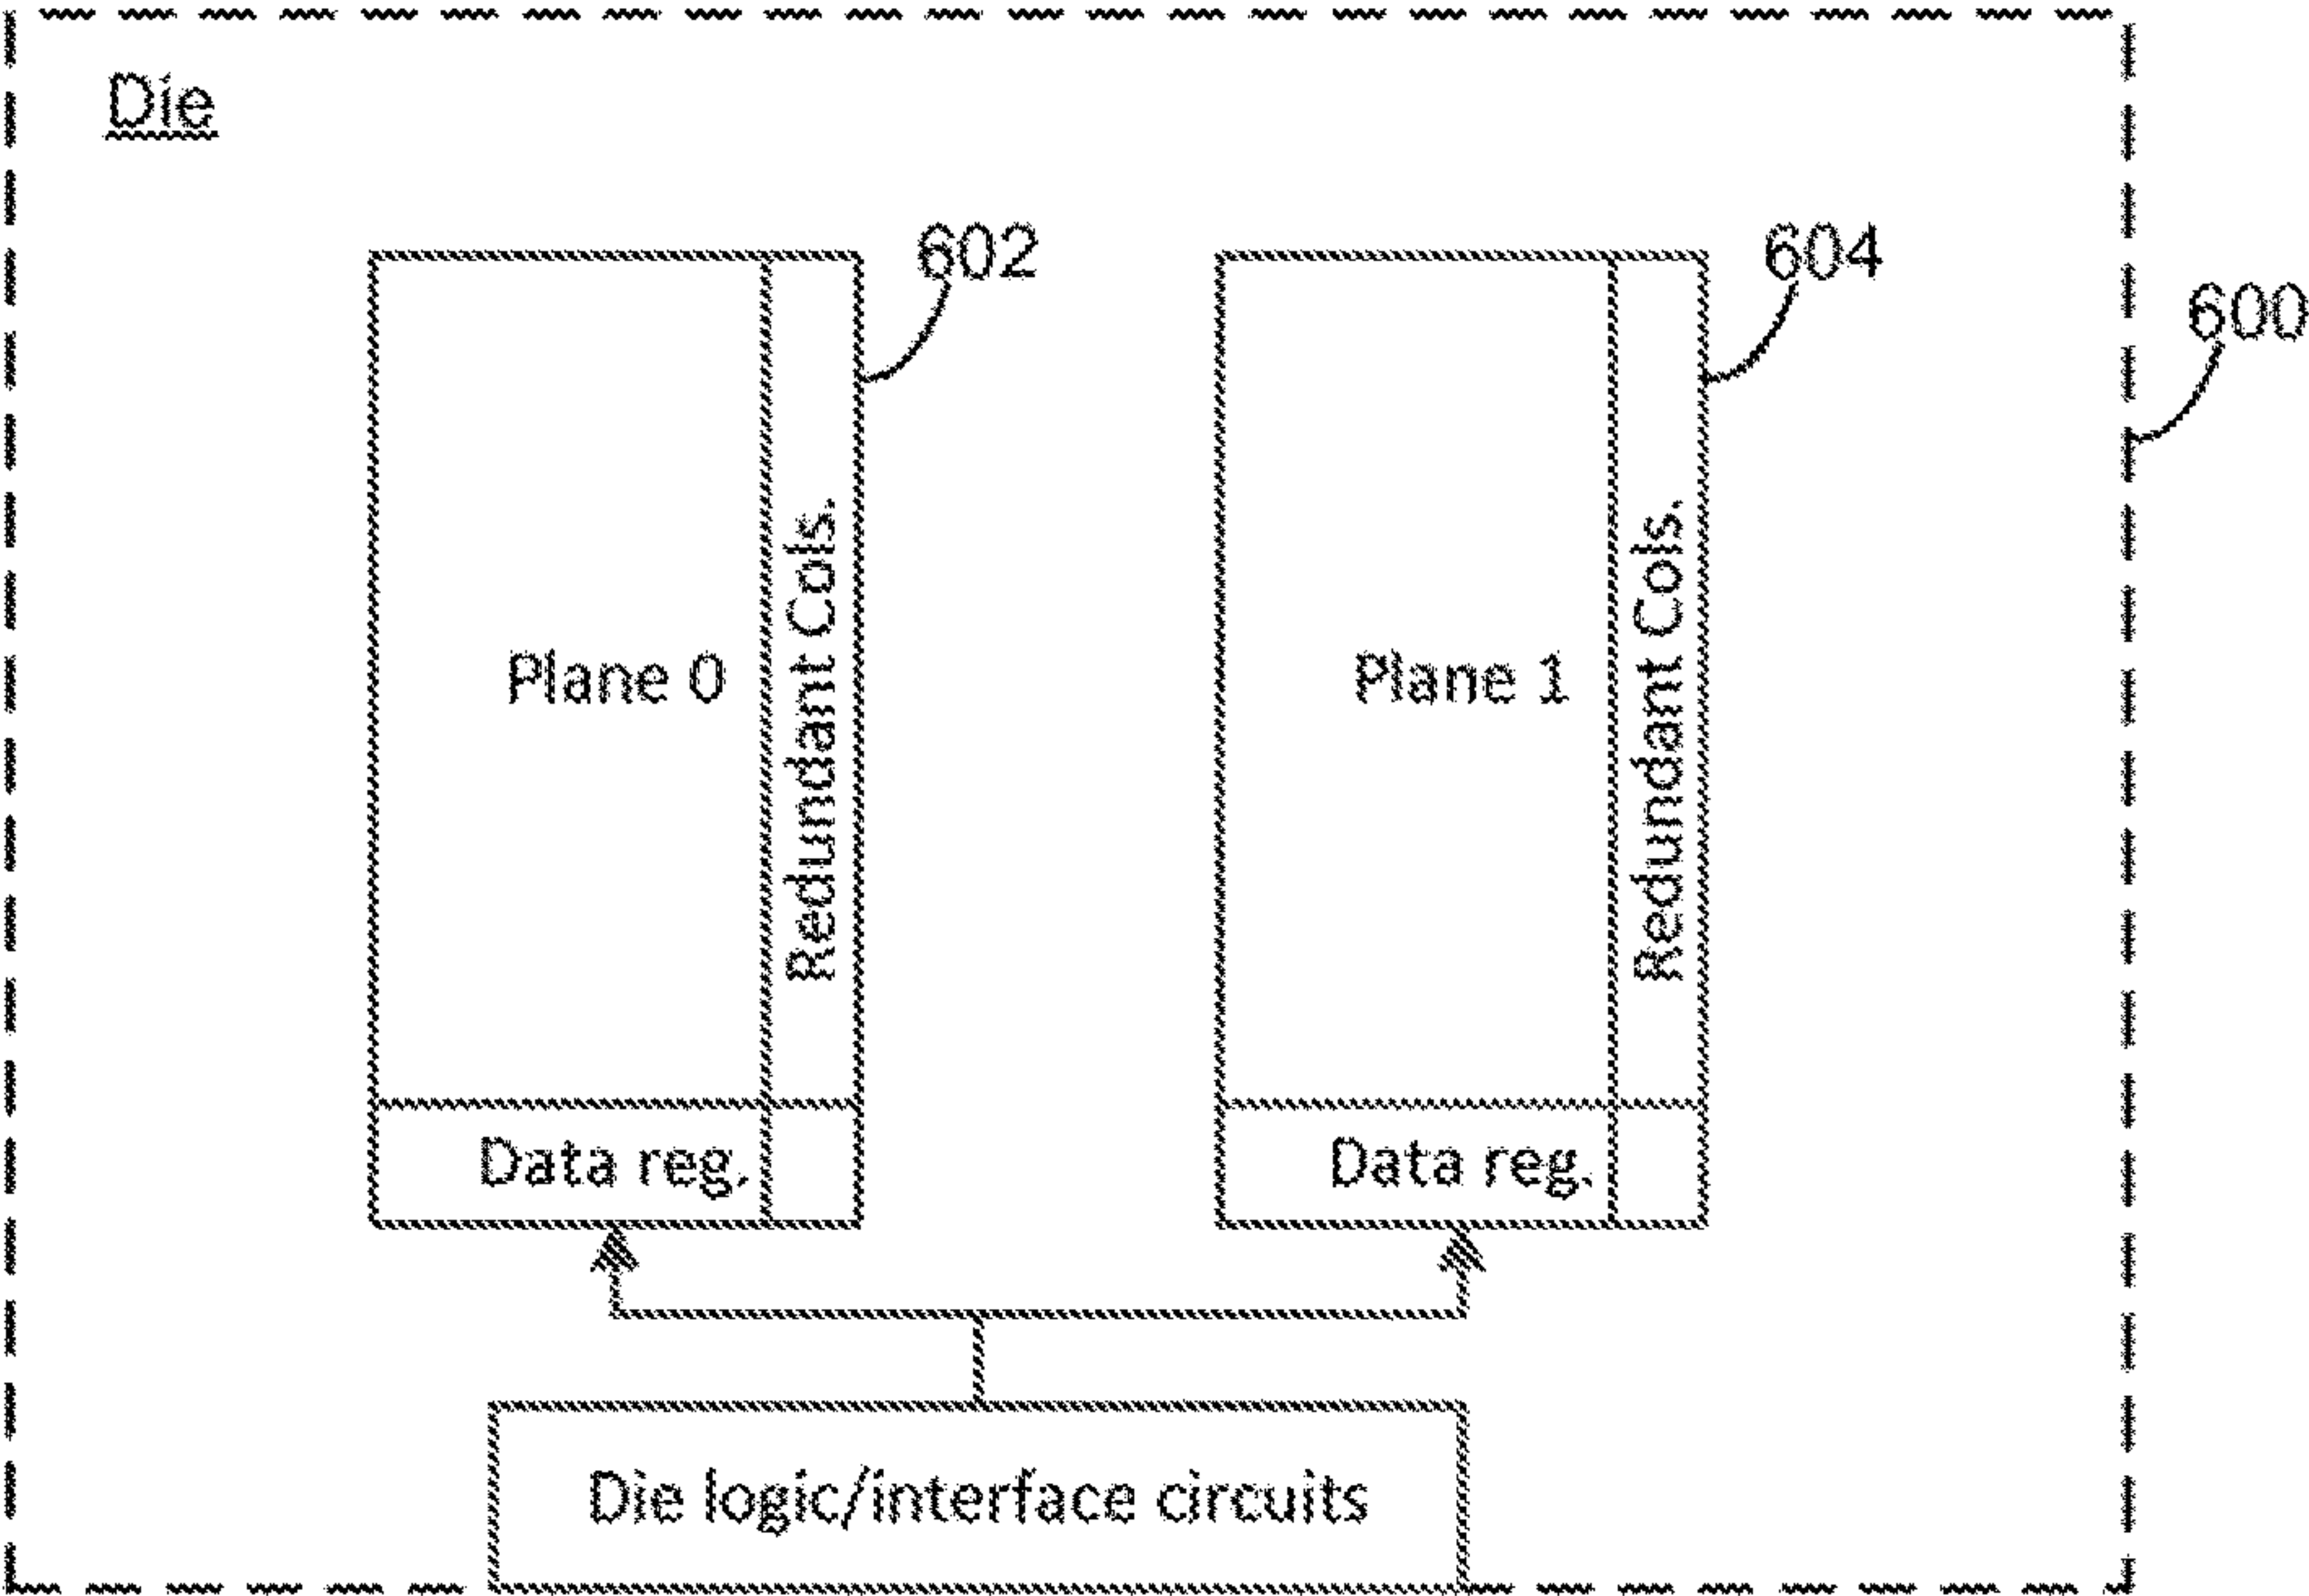 Die
602
604
600
Plane 0
Redundant Cols.
Plane 1
Redundant Cols.
Data reg.
Data reg.
Die logic/interface circuits